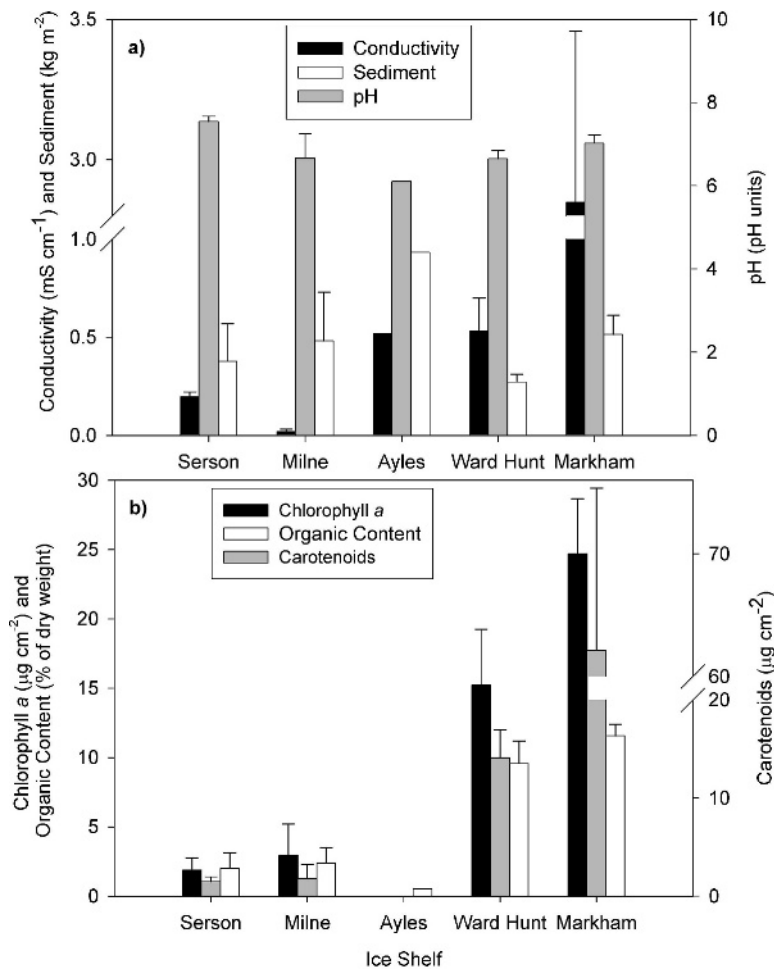 a)
Conductivity
Sediment
pH
Conductivity (mS cm⁻¹) and Sediment (kg m⁻²)
3.5
3.0
1.0
0.5
0.0
10
8
6
4
2
0
pH (pH units)
Serson Milne Ayles Ward Hunt Markham
b)
Chlorophyll a
Organic Content
Carotenoids
Chlorophyll a (µg cm⁻²) and
Organic Content (% of dry weight)
30
25
20
15
10
5
0
70
60
20
10
0
Carotenoids (µg cm⁻²)
Serson Milne Ayles Ward Hunt Markham
Ice Shelf